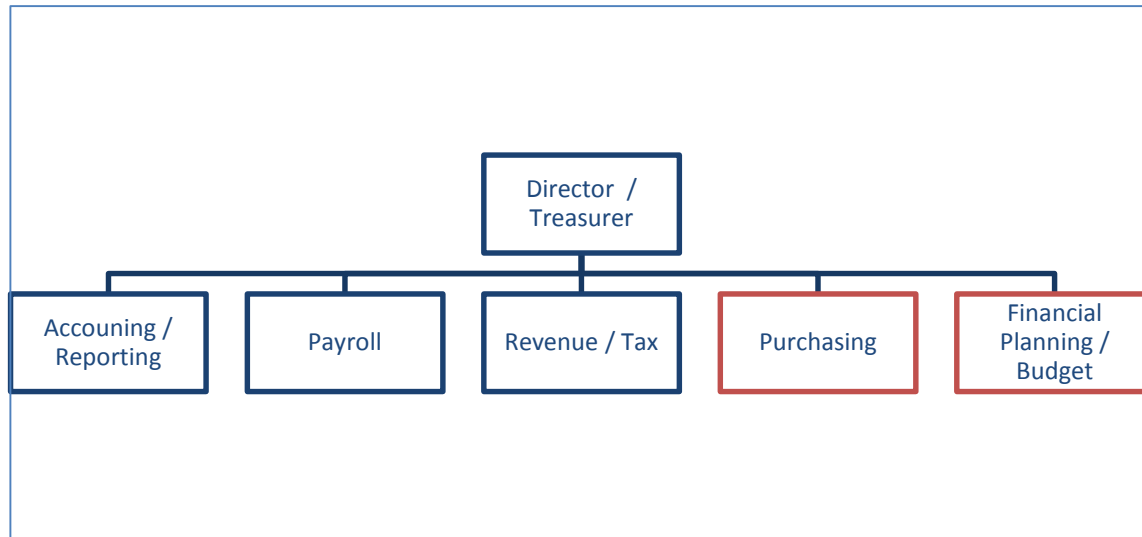 Director  /
Treasurer
Accouning /
Reporting
Payroll
Revenue / Tax
Purchasing
Financial
Planning /
Budget